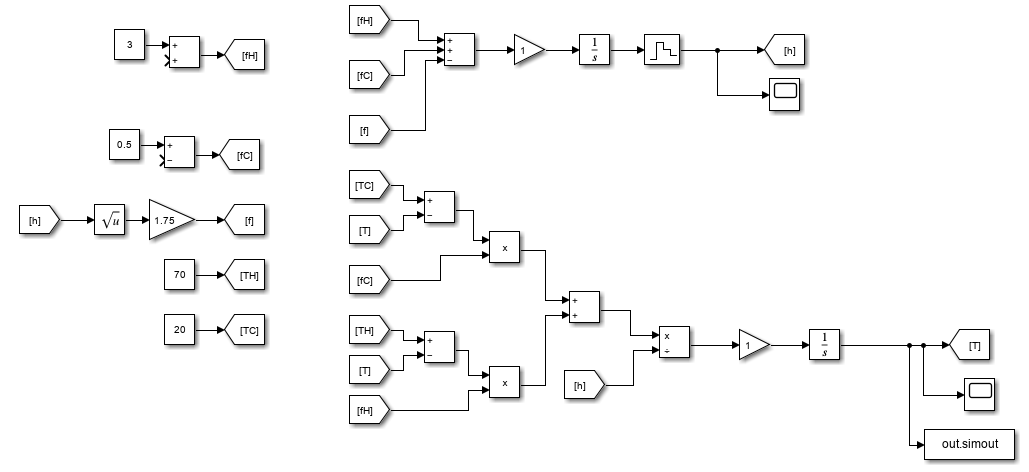 3
+
+
[fH]
0.5
+
−
[fC]
[h]
√u
1.75
[f]
70
[TH]
20
[TC]
[fH]
[fC]
[f]
+
+
−
1
1
s
[h]
[TC]
[T]
+
−
[fC]
x
[TH]
[T]
+
−
[fH]
x
+
+
[h]
x
÷
1
1
s
[T]
out.simout